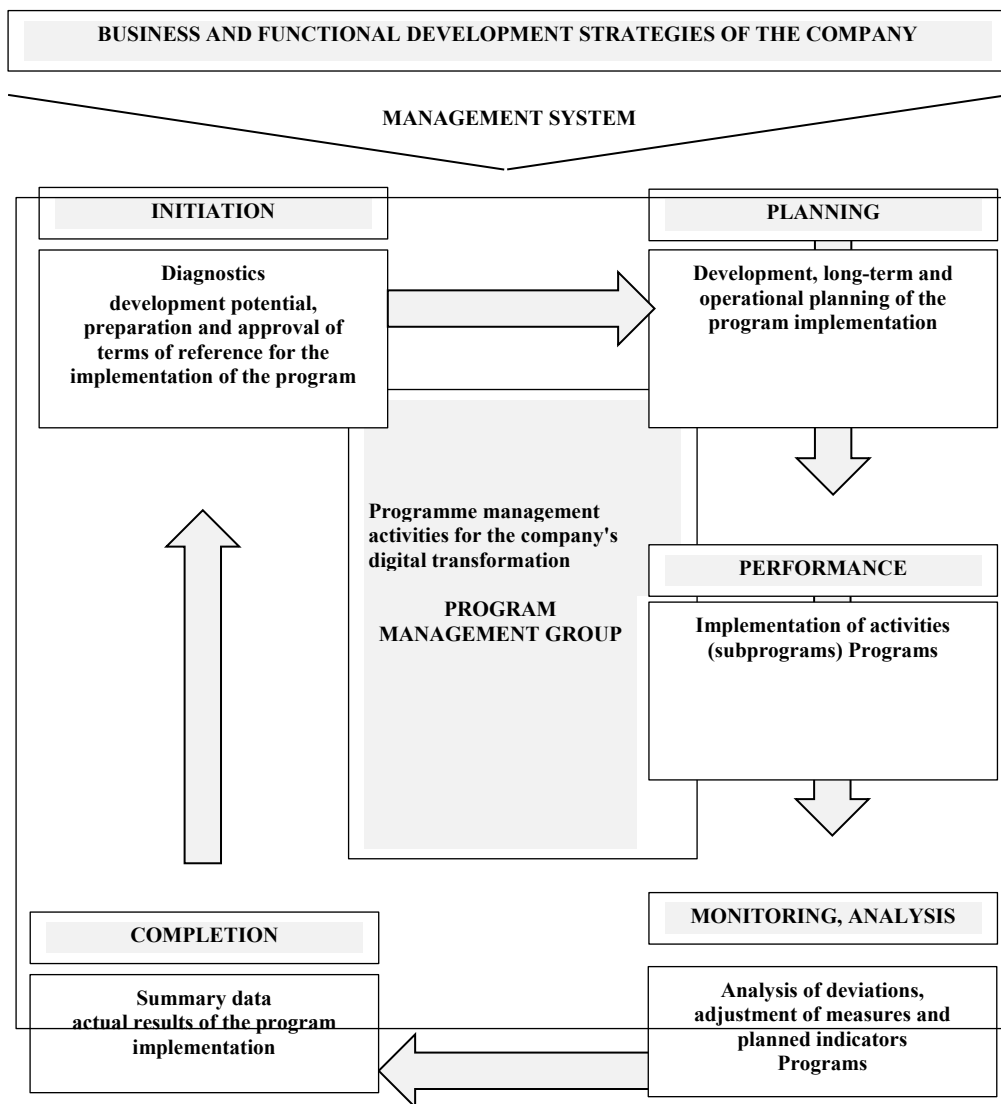 BUSINESS AND FUNCTIONAL DEVELOPMENT STRATEGIES OF THE COMPANY
MANAGEMENT SYSTEM
INITIATION
Diagnostics
development potential,
preparation and approval of
terms of reference for the
implementation of the program
PLANNING
Development, long-term and
operational planning of the
program implementation
Programme management
activities for the company's
digital transformation
PROGRAM
MANAGEMENT GROUP
PERFORMANCE
Implementation of activities
(subprograms) Programs
MONITORING, ANALYSIS
Analysis of deviations,
adjustment of measures and
planned indicators
Programs
COMPLETION
Summary data
actual results of the program
implementation